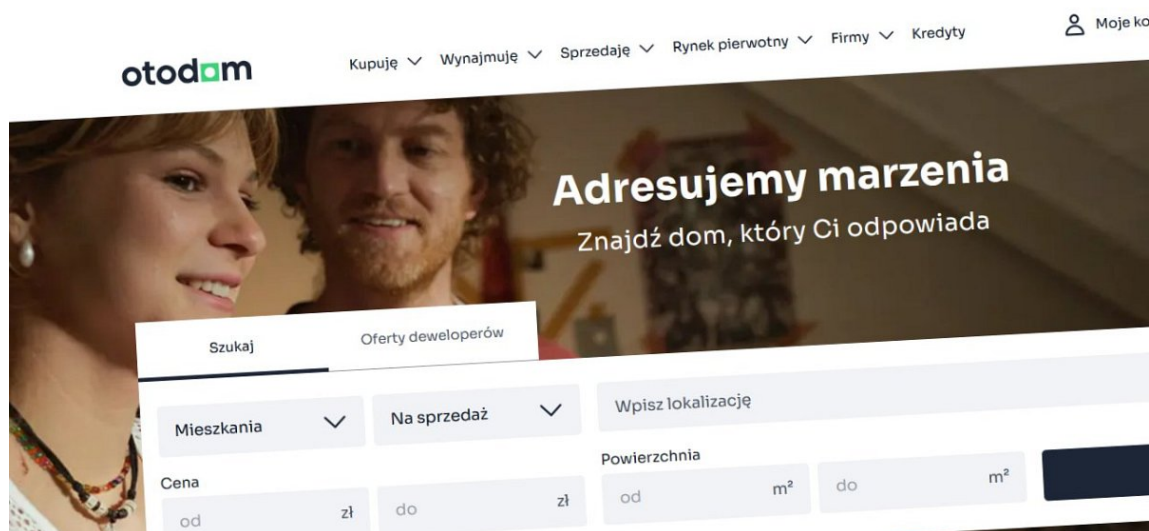 otodom
Kupuję Wynajmuję Sprzedaję Rynek pierwotny Firmy Kredyty
Moje
Adresujemy marzenia
Znajdź dom, który Ci odpowiada
Szukaj Oferty deweloperów
Mieszkania Na sprzedaż Wpisz lokalizację
Cena Powierzchnia
od zł do zł od m² do m²